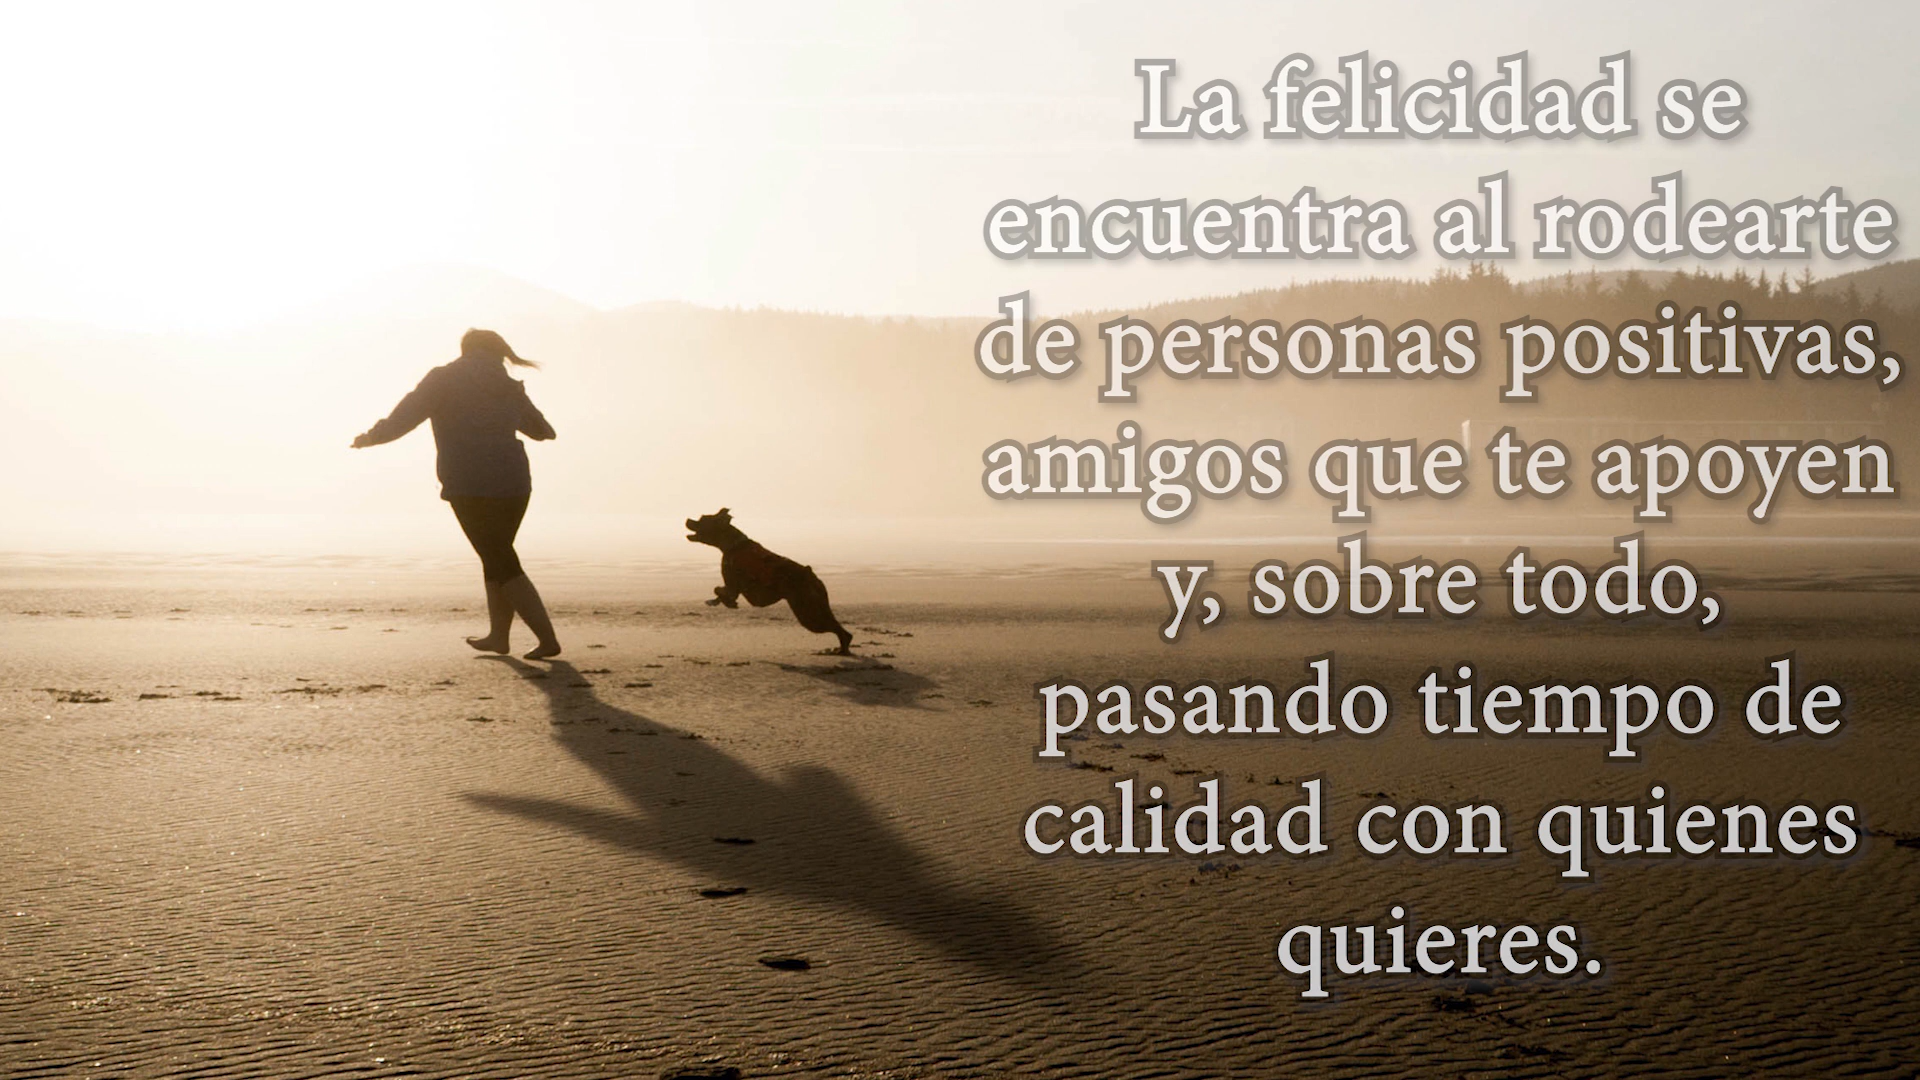 La felicidad se
encuentra al rodearte
de personas positivas,
amigos que te apoyen
y, sobre todo,
pasando tiempo de
calidad con quienes
quieres.